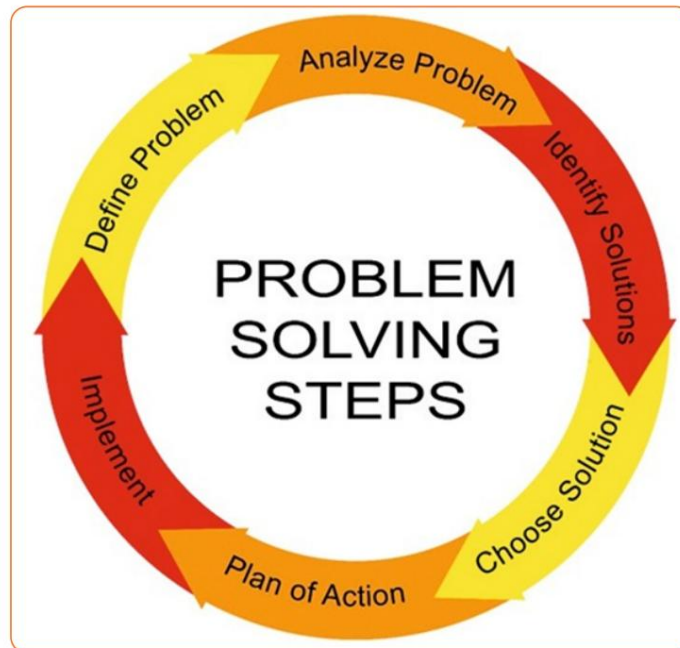 PROBLEM
SOLVING
STEPS
Define Problem
Analyze Problem
Identify Solutions
Choose Solution
Plan of Action
Implement